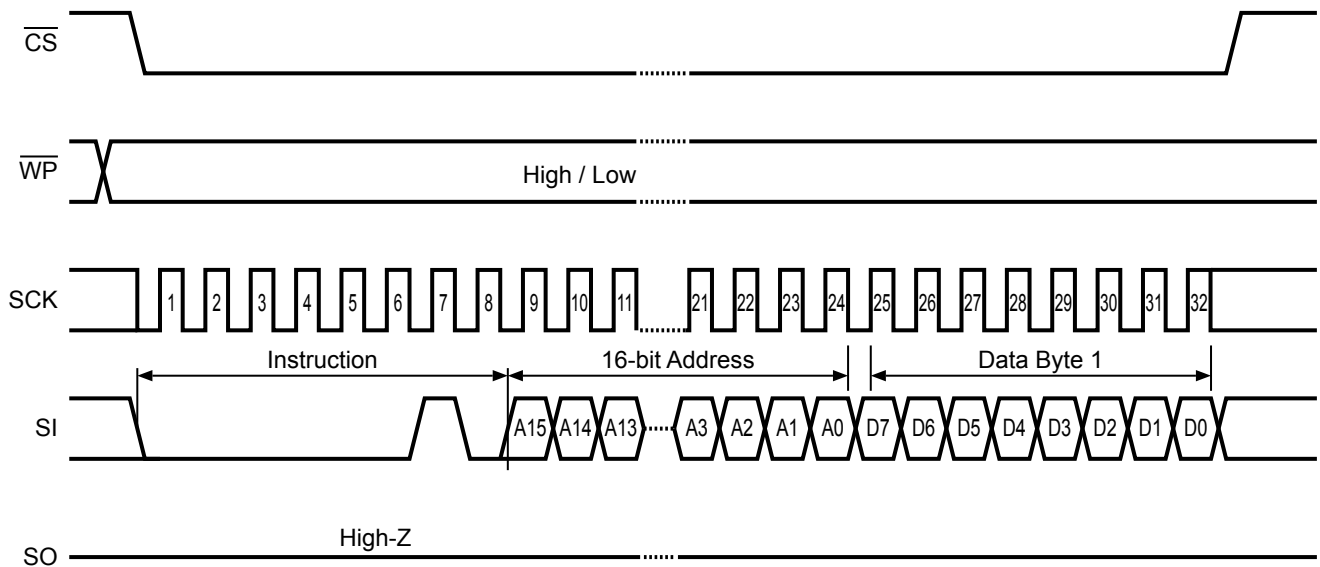 CS
WP
High / Low
SCK 1 2 3 4 5 6 7 8 9 10 11 21 22 23 24 25 26 27 28 29 30 31 32
Instruction 16-bit Address Data Byte 1
SI A15 A14 A13 A3 A2 A1 A0 D7 D6 D5 D4 D3 D2 D1 D0
High-Z
SO